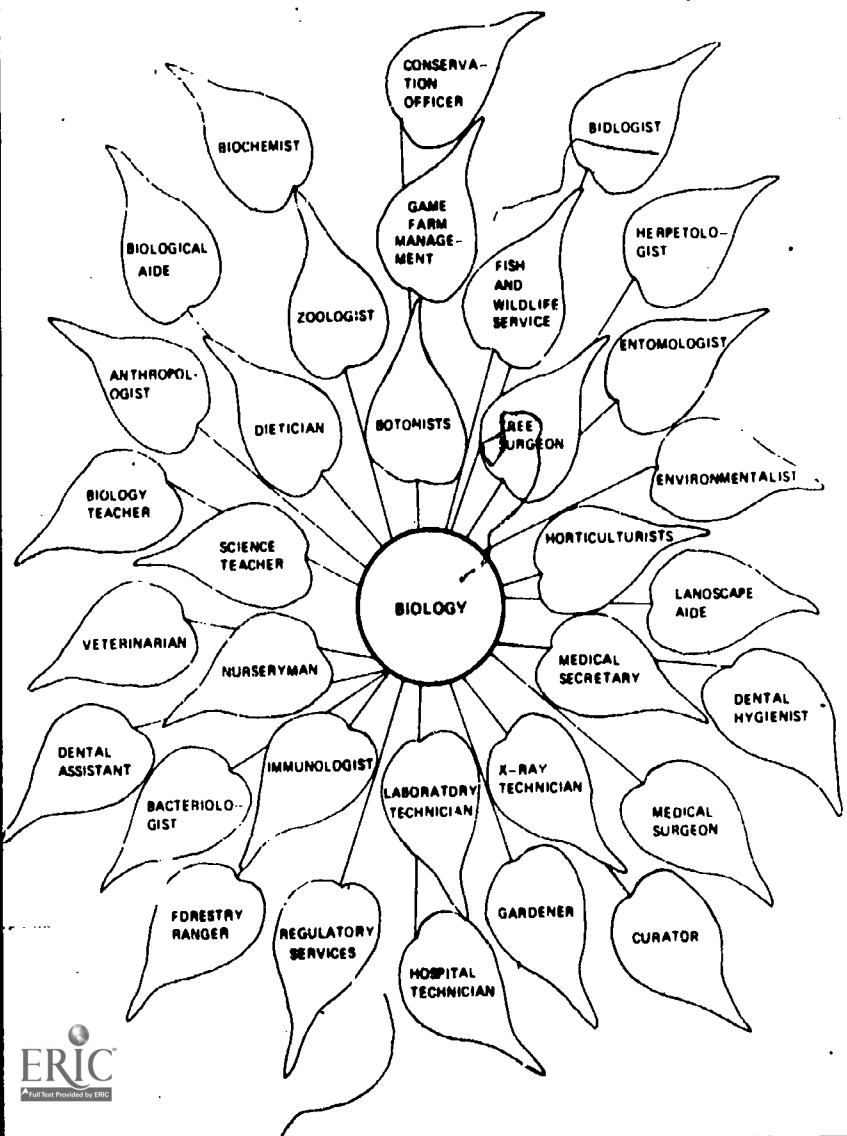 CONSERVA-
TION
OFFICER
BIOLOGIST
BIOCHEMIST
GAME
FARM
MANAGE-
MENT
HERPETOLO-
GIST
BIOLOGICAL
AIDE
FISH
AND
WILDLIFE
SERVICE
ZOOLOGIST
ENTOMOLOGIST
ANTHROPOL-
OGIST
DIETICIAN
BOTONISTS
TREE
SURGEON
ENVIRONMENTALIST
BIOLOGY
TEACHER
SCIENCE
TEACHER
HORTICULTURISTS
BIOLOGY
LANDSCAPE
AIDE
VETERINARIAN
NURSERYMAN
MEDICAL
SECRETARY
DENTAL
HYGIENIST
DENTAL
ASSISTANT
IMMUNOLOGIST
X-RAY
TECHNICIAN
LABORATORY
TECHNICIAN
BACTERIOLO-
GIST
MEDICAL
SURGEON
FORESTRY
RANGER
REGULATORY
SERVICES
GARDENER
CURATOR
HOSPITAL
TECHNICIAN
ERIC
Full Text Provided by ERIC